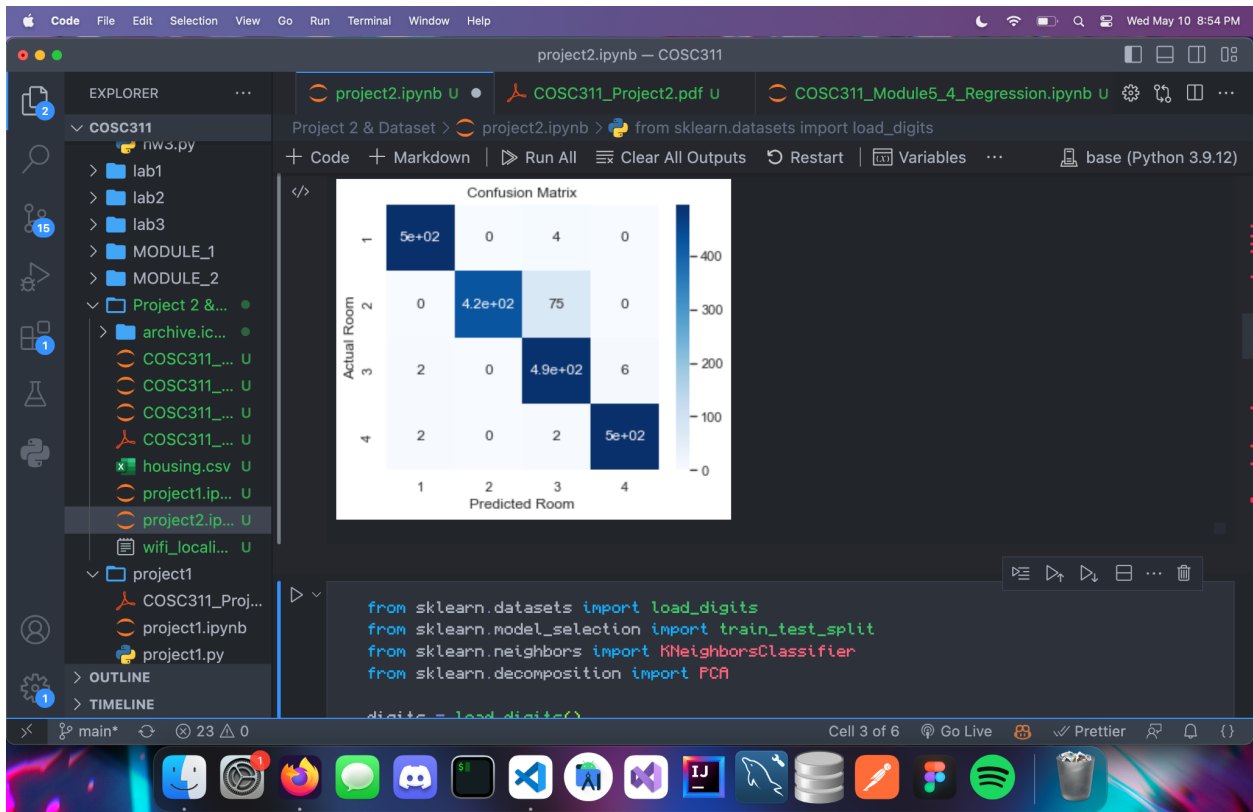 Code File Edit Selection View Go Run Terminal Window Help Wed May 10 8:54 PM
project2.ipynb — COSC311
EXPLORER ...
project2.ipynb U
COSC311_Project2.pdf U
COSC311_Module5_4_Regression.ipynb U
2
COSC311
Project 2 & Dataset > project2.ipynb > from sklearn.datasets import load_digits
+ Code + Markdown Run All Clear All Outputs Restart Variables ... base (Python 3.9.12)
hw3.py
lab1
lab2
lab3
MODULE_1
MODULE_2
Project 2 &...
archive.ic...
COSC311_... U
COSC311_... U
COSC311_... U
COSC311_... U
housing.csv U
project1.ip... U
project2.ip... U
wifi_locali... U
project1
COSC311_Proj...
project1.ipynb
project1.py
OUTLINE
TIMELINE
15
1
1
</>
Confusion Matrix
1 5e+02 0 4 0
2 0 4.2e+02 75 0
3 2 0 4.9e+02 6
4 2 0 2 5e+02
1 2 3 4
Actual Room
Predicted Room
400
300
200
100
0
from sklearn.datasets import load_digits
from sklearn.model_selection import train_test_split
from sklearn.neighbors import KNeighborsClassifier
from sklearn.decomposition import PCA
digits = load_digits()
main* 23 0 Cell 3 of 6 Go Live Prettier {}
1
$
IJ